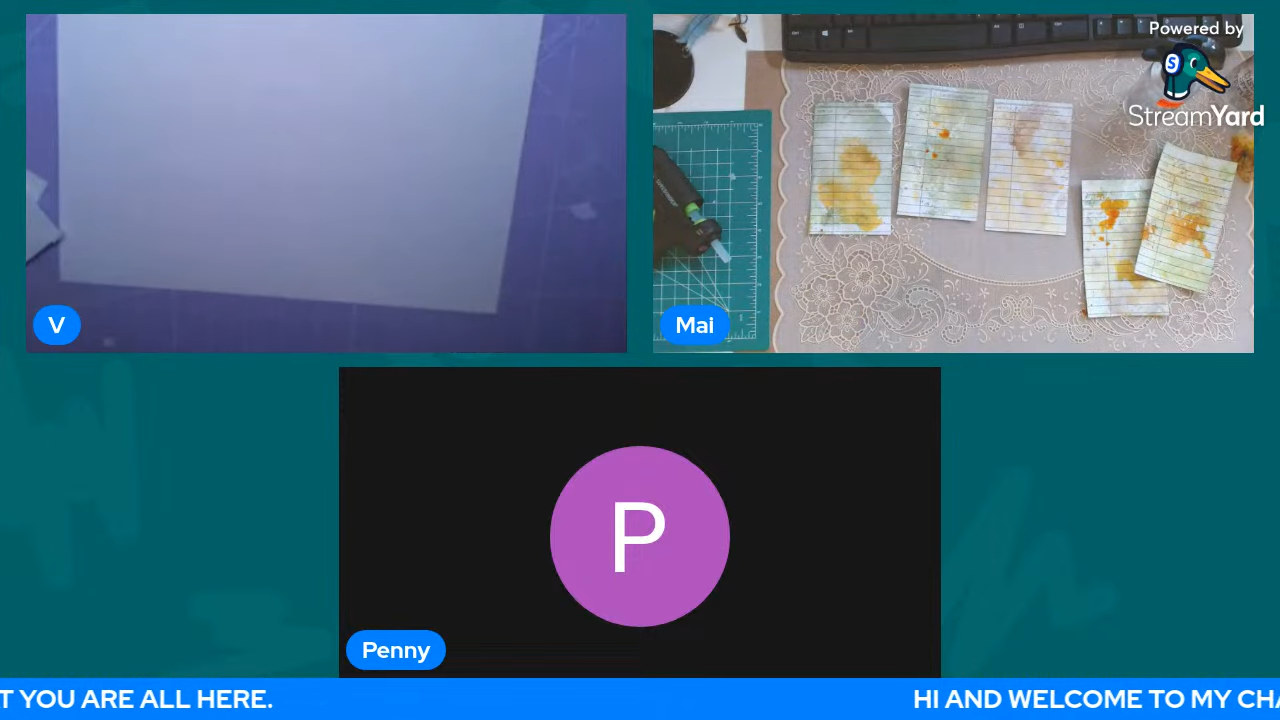 Powered by
StreamYard
V
Mai
P
Penny
T YOU ARE ALL HERE.
HI AND WELCOME TO MY CHA